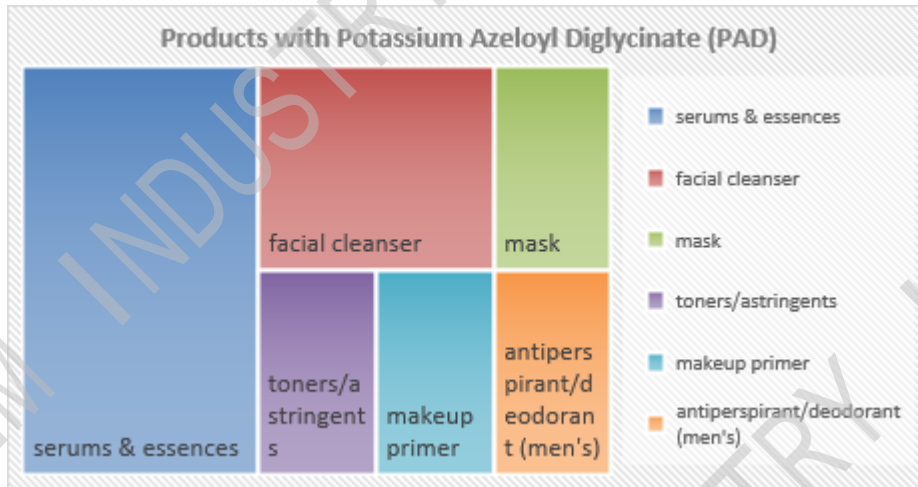 Products with Potassium Azeloyl Diglycinate (PAD)
serums & essences
facial cleanser
mask
toners/a
stringent
s
makeup
primer
antipers
pirant/d
eodoran
t (men's)
serums & essences
facial cleanser
mask
toners/astringents
makeup primer
antiperspirant/deodorant
(men's)
INDUSTRY